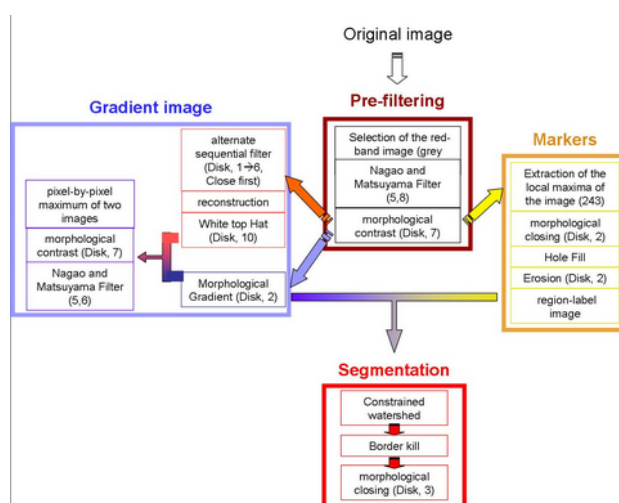 Original image
Gradient image
Pre-filtering
Markers
alternate
sequential filter
(Disk, 1→6,
Close first)
reconstruction
White top Hat
(Disk, 10)
Morphological
Gradient (Disk, 2)
pixel-by-pixel
maximum of two
images
morphological
contrast (Disk, 7)
Nagao and
Matsuyama Filter
(5,6)
Selection of the red-
band image (grey
Nagao and
Matsuyama Filter
(5,8)
morphological
contrast (Disk, 7)
Extraction of the
local maxima of
the image (243)
morphological
closing (Disk, 2)
Hole Fill
Erosion (Disk, 2)
region-label
image
Segmentation
Constrained
watershed
Border kill
morphological
closing (Disk, 3)